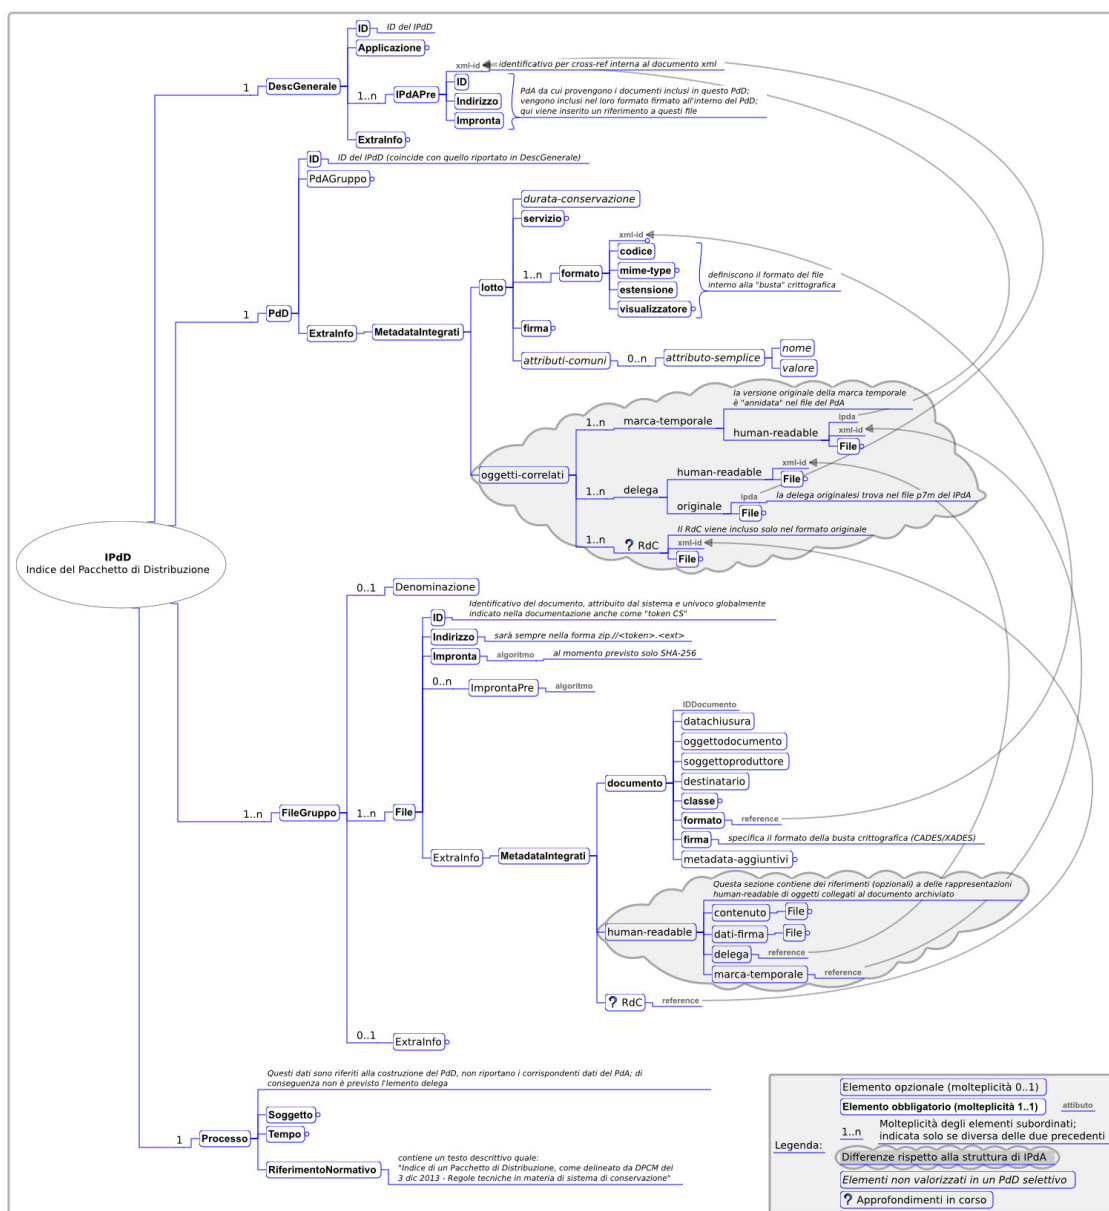 ID
ID del IPdD
Applicazione
DescGenerale
1
1..n
IPdAPre
xml-id
identificativo per cross-ref interna al documento xml
ID
Indirizzo
Impronta
PdA da cui provengono i documenti inclusi in questo PdD;
vengono inclusi nel loro formato firmato all'interno del PdD;
qui viene inserito un riferimento a questi file
ExtraInfo
ID
ID del IPdD (coincide con quello riportato in DescGenerale)
PdAGruppo
1
PdD
ExtraInfo
MetadataIntegrati
lotto
durata-conservazione
servizio
1..n
formato
xml-id
codice
mime-type
estensione
visualizzatore
definiscono il formato del file
interno alla "busta" crittografica
firma
attributi-comuni
0..n
attributo-semplice
nome
valore
oggetti-correlati
1..n
marca-temporale
la versione originale della marca temporale
è "annidata" nel file del PdA
human-readable
ipda
xml-id
File
1..n
delega
human-readable
xml-id
File
originale
ipda
la delega originalesi trova nel file p7m del IPdA
File
1..n
? RdC
Il RdC viene incluso solo nel formato originale
xml-id
File
IPdD
Indice del Pacchetto di Distribuzione
1..n
FileGruppo
0..1
Denominazione
1..n
File
ID
Identificativo del documento, attribuito dal sistema e univoco globalmente
indicato nella documentazione anche come "token CS"
Indirizzo
sarà sempre nella forma zip.//<token>.<ext>
Impronta
algoritmo
al momento previsto solo SHA-256
0..n
ImprontaPre
algoritmo
ExtraInfo
MetadataIntegrati
documento
IDDocumento
datachiusura
oggettodocumento
soggettoproduttore
destinatario
classe
formato
reference
firma
specifica il formato della busta crittografica (CADES/XADES)
metadata-aggiuntivi
human-readable
Questa sezione contiene dei riferimenti (opzionali) a delle rappresentazioni
human-readable di oggetti collegati al documento archiviato
contenuto
File
dati-firma
File
delega
reference
marca-temporale
reference
? RdC
reference
0..1
ExtraInfo
1
Processo
Questi dati sono riferiti alla costruzione del PdD, non riportano i corrispondenti dati del PdA; di
conseguenza non è previsto l'lemento delega
Soggetto
Tempo
RiferimentoNormativo
contiene un testo descrittivo quale:
"Indice di un Pacchetto di Distribuzione, come delineato da DPCM del
3 dic 2013 - Regole tecniche in materia di sistema di conservazione"
Legenda:
Elemento opzionale (molteplicità 0..1)
Elemento obbligatorio (molteplicità 1..1)
attibuto
1..n
Molteplicità degli elementi subordinati;
indicata solo se diversa delle due precedenti
Differenze rispetto alla struttura di IPdA
Elementi non valorizzati in un PdD selettivo
? Approfondimenti in corso